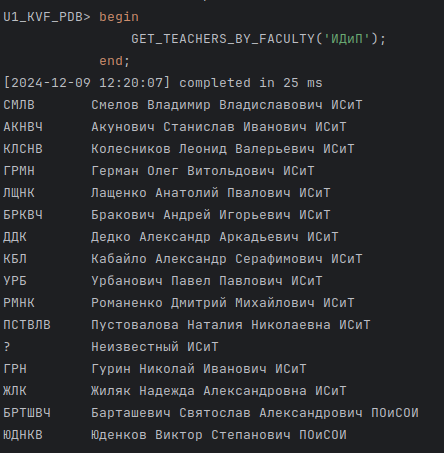 U1_KVF_PDB> begin
GET_TEACHERS_BY_FACULTY('ИДиП');
end;
[2024-12-09 12:20:07] completed in 25 ms
СМЛВ Смелов Владимир Владиславович ИСиТ
АКНВЧ Акунович Станислав Иванович ИСиТ
КЛСНВ Колесников Леонид Валерьевич ИСиТ
ГРМН Герман Олег Витольдович ИСиТ
ЛЩНК Лащенко Анатолий Пвалович ИСиТ
БРКВЧ Бракович Андрей Игорьевич ИСиТ
ДДК Дедко Александр Аркадьевич ИСиТ
КБЛ Кабайло Александр Серафимович ИСиТ
УРБ Урбанович Павел Павлович ИСиТ
РМНК Романенко Дмитрий Михайлович ИСиТ
ПСТВЛВ Пустовалова Наталия Николаевна ИСиТ
? Неизвестный ИСиТ
ГРН Гурин Николай Иванович ИСиТ
ЖЛК Жиляк Надежда Александровна ИСиТ
БРТШВЧ Барташевич Святослав Александрович ПОиСОИ
ЮДНКВ Юденков Виктор Степанович ПОиСОИ